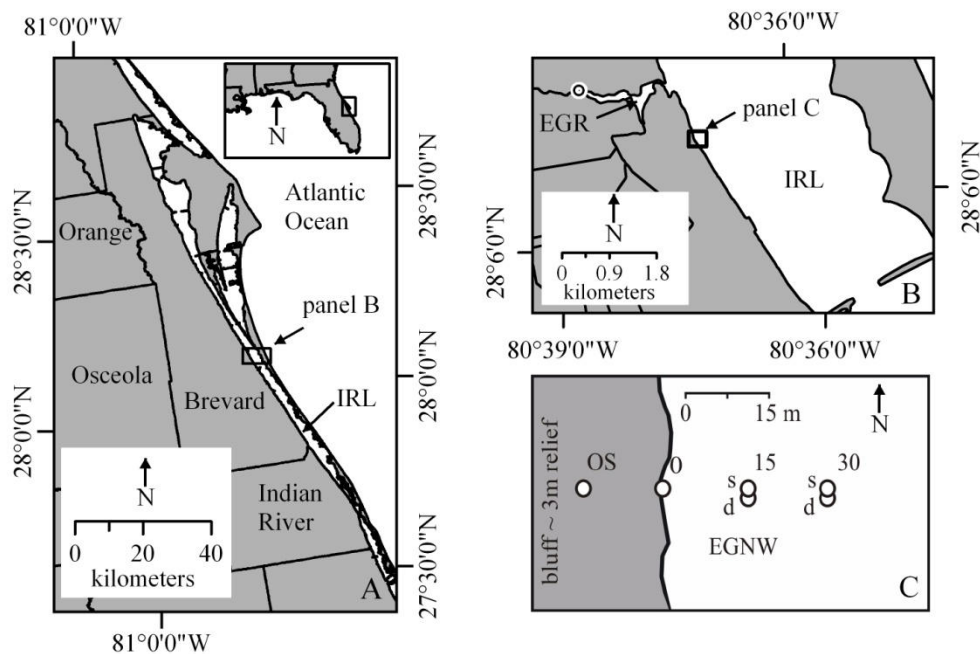 81°0'0"W
N
Atlantic
Ocean
Orange
28°30'0"N
28°30'0"N
panel B
Osceola
Brevard
IRL
28°0'0"N
28°0'0"N
N
Indian
River
0 20 40
kilometers
A
27°30'0"N
81°0'0"W
80°36'0"W
EGR
panel C
IRL
N
0 0.9 1.8
kilometers
28°6'0"N
28°6'0"N
B
80°39'0"W
80°36'0"W
0 15 m
N
bluff ~ 3m relief
OS
0
15
30
s
d
s
d
EGNW
C